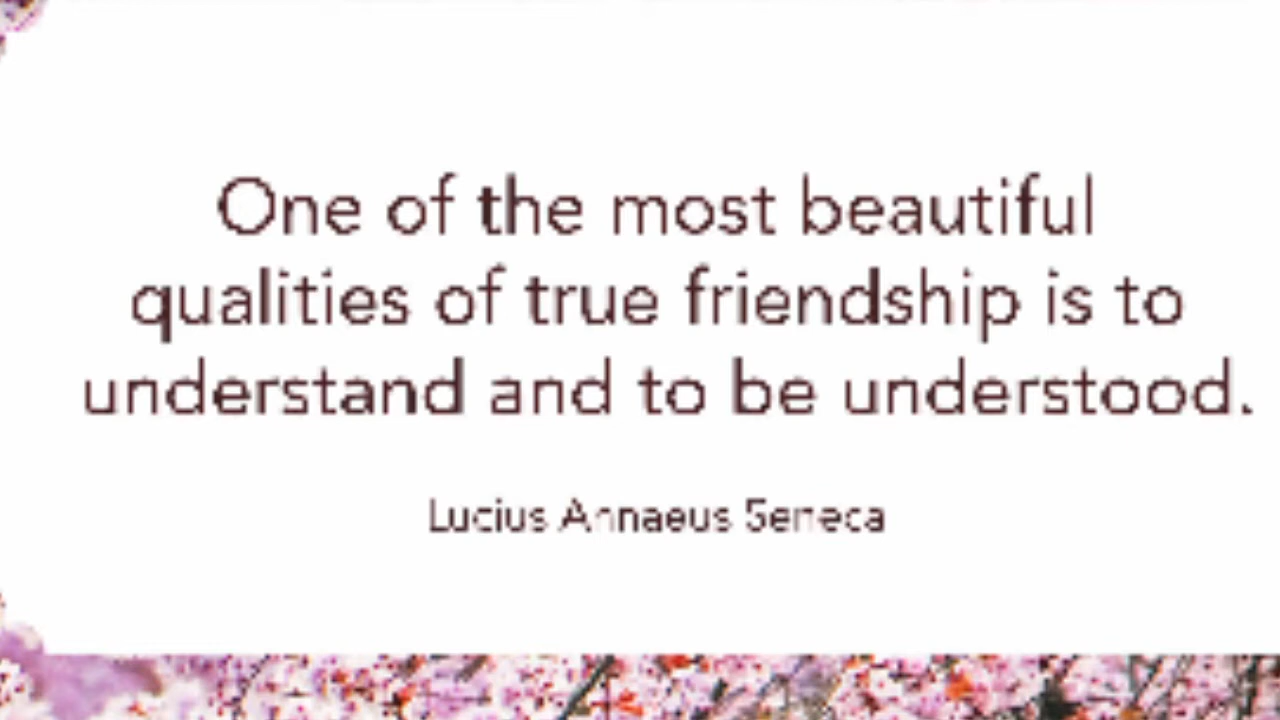 One of the most beautiful
qualities of true friendship is to
understand and to be understood.
Lucius Annaeus Seneca